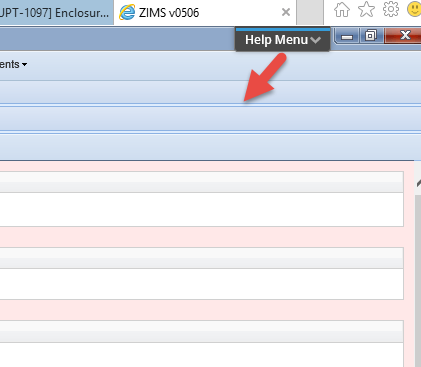 UPT-1097] Enclosur...
ZIMS v0506
Help Menu
ents